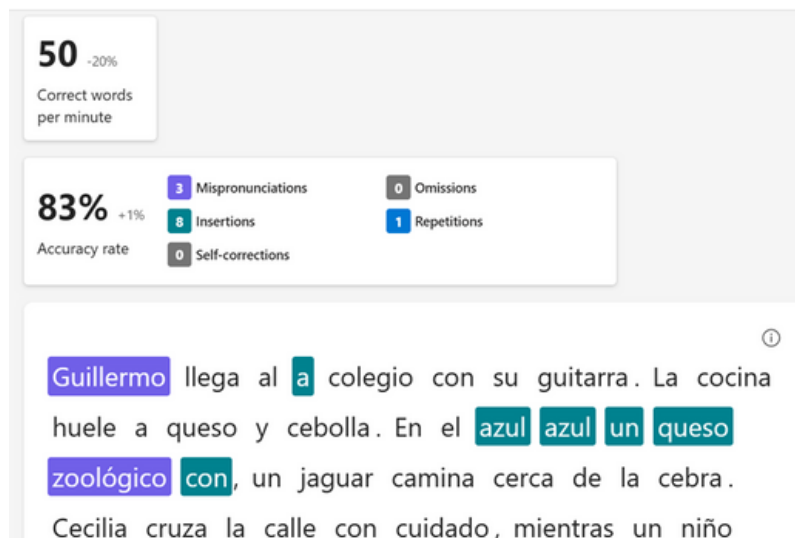 50 -20%
Correct words
per minute
83% +1%
Accuracy rate
3 Mispronunciations
8 Insertions
0 Self-corrections
0 Omissions
1 Repetitions
Guillermo llega al a colegio con su guitarra. La cocina
huele a queso y cebolla. En el azul azul un queso
zoológico con, un jaguar camina cerca de la cebra.
Cecilia cruza la calle con cuidado, mientras un niño